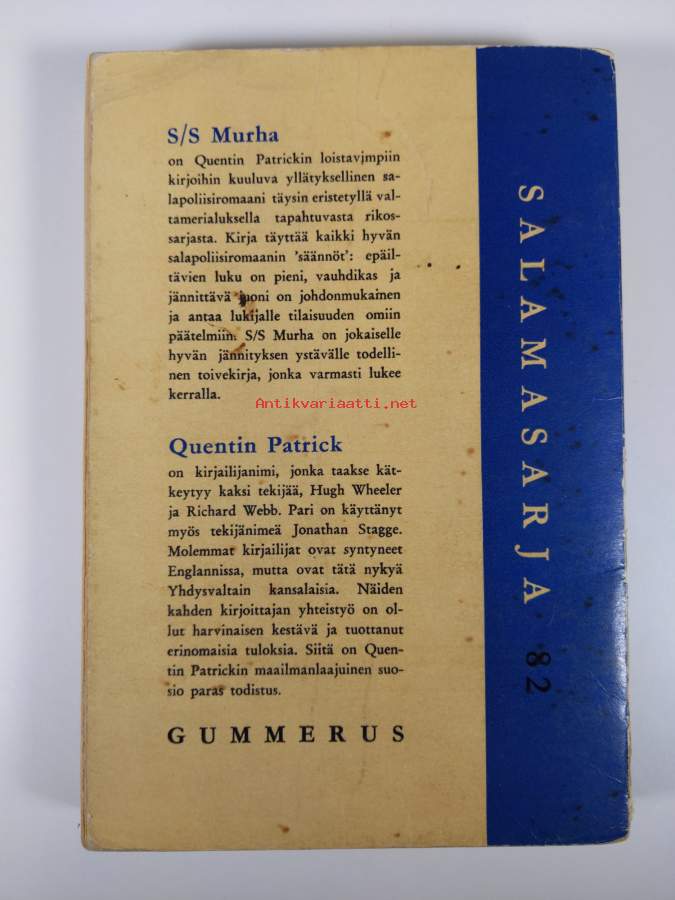 S/S Murha
on Quentin Patrickin loistavjmpiin
kirjoihin kuuluva yllätyksellinen sa-
lapoliisiromaani täysin eristetyllä val-
tamerialuksella tapahtuvasta rikos-
sarjasta. Kirja täyttää kaikki hyvän
salapoliisiromaanin 'säännöt': epäil-
tävien luku on pieni, vauhdikas ja
jännittävä juoni on johdonmukainen
ja antaa lukijalle tilaisuuden omiin
päätelmiin. S/S Murha on jokaiselle
hyvän jännityksen ystävälle todelli-
nen toivekirja, jonka varmasti lukee
kerralla.
Antikvariaatti.net
Quentin Patrick
on kirjailijanimi, jonka taakse kät-
keytyy kaksi tekijää, Hugh Wheeler
ja Richard Webb. Pari on käyttänyt
myös tekijänimeä Jonathan Stagge.
Molemmat kirjailijat ovat syntyneet
Englannissa, mutta ovat tätä nykyä
Yhdysvaltain kansalaisia. Näiden
kahden kirjoittajan yhteistyö on ol-
lut harvinaisen kestävä ja tuottanut
erinomaisia tuloksia. Siitä on Quen-
tin Patrickin maailmanlaajuinen suo-
sio paras todistus.
GUMMERUS
SALAMASARJA 82